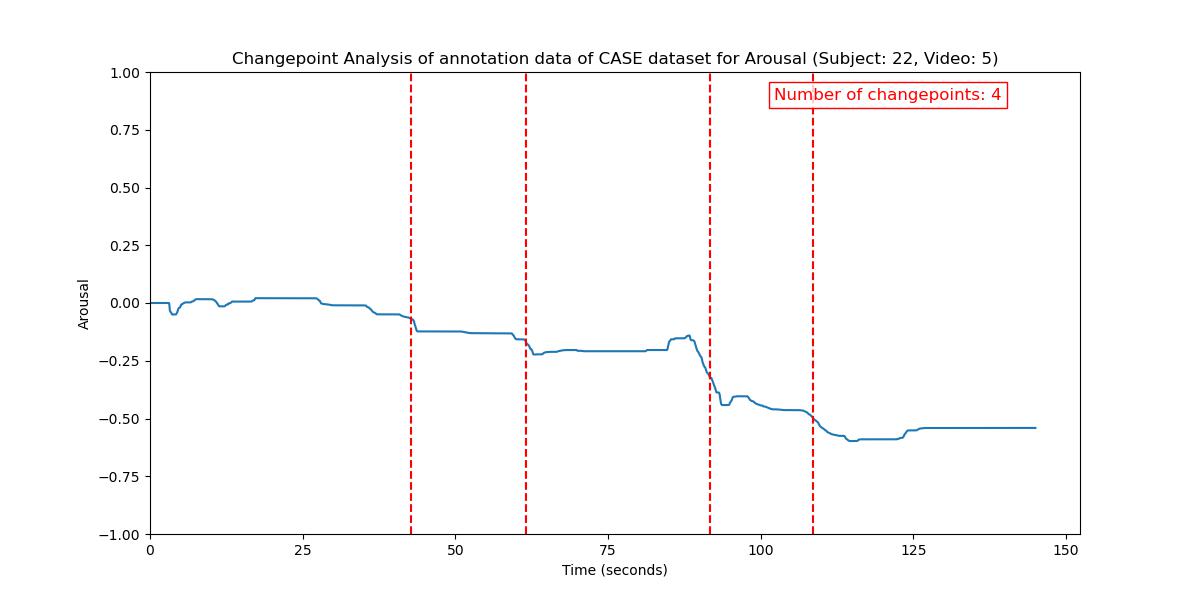 Changepoint Analysis of annotation data of CASE dataset for Arousal (Subject: 22, Video: 5)
Number of changepoints: 4
1.00
0.75
0.50
0.25
0.00
−0.25
−0.50
−0.75
−1.00
Arousal
0 25 50 75 100 125 150
Time (seconds)